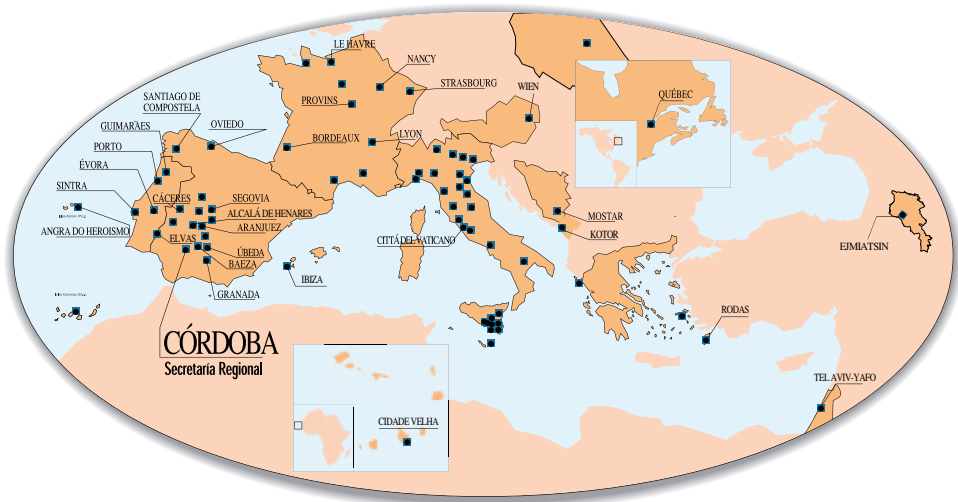 LE HAVRE
NANCY
STRASBOURG
PROVINS
WIEN
QUÉBEC
SANTIAGO DE
COMPOSTELA
GUIMARÃES
OVIEDO
BORDEAUX
LYON
PORTO
ÉVORA
SINTRA
CÁCERES
SEGOVIA
ALCALÁ DE HENARES
ARANJUEZ
ANGRA DO HEROISMO
ELVAS
ÚBEDA
BAEZA
CITTÁ DEL VATICANO
MOSTAR
KOTOR
EJMIATSIN
IBIZA
GRANADA
RODAS
CÓRDOBA
Secretaría Regional
TEL AVIV-YAFO
CIDADE VELHA